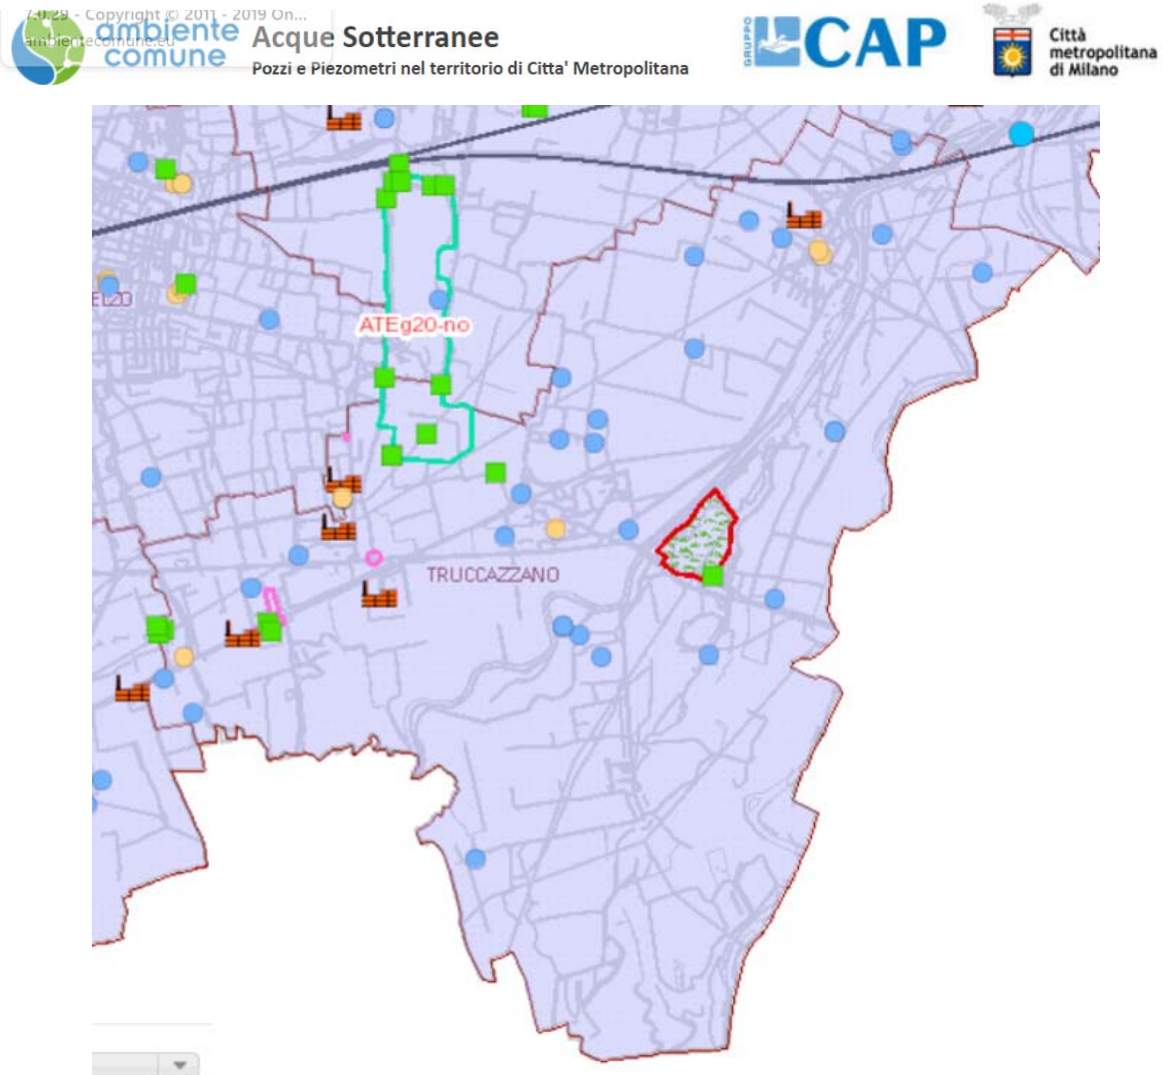 7.0.29 - Copyright © 2011 - 2019 On...
ambientecomune.eu
ambiente
comune
Acque Sotterranee
Pozzi e Piezometri nel territorio di Citta' Metropolitana
GRUPPO
CAP
Città
metropolitana
di Milano
ELZO
ATEg20-no
TRUCCAZZANO